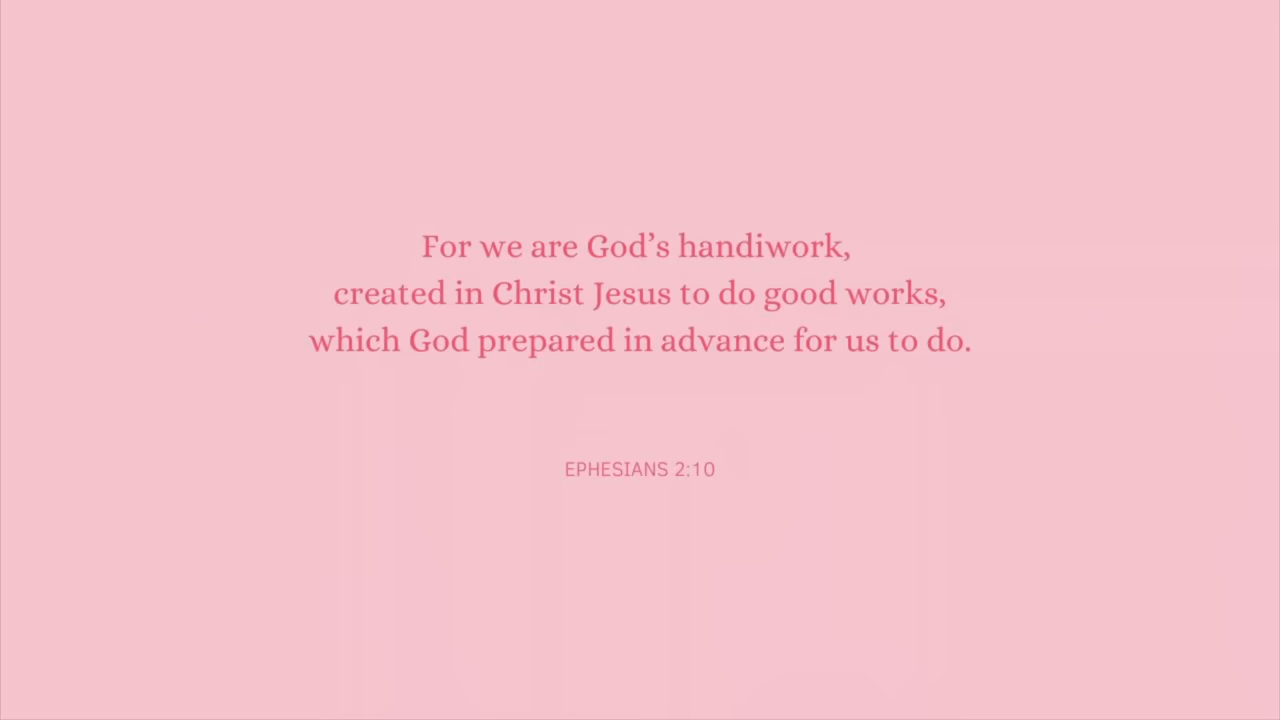 For we are God’s handiwork,
created in Christ Jesus to do good works,
which God prepared in advance for us to do.
EPHESIANS 2:10